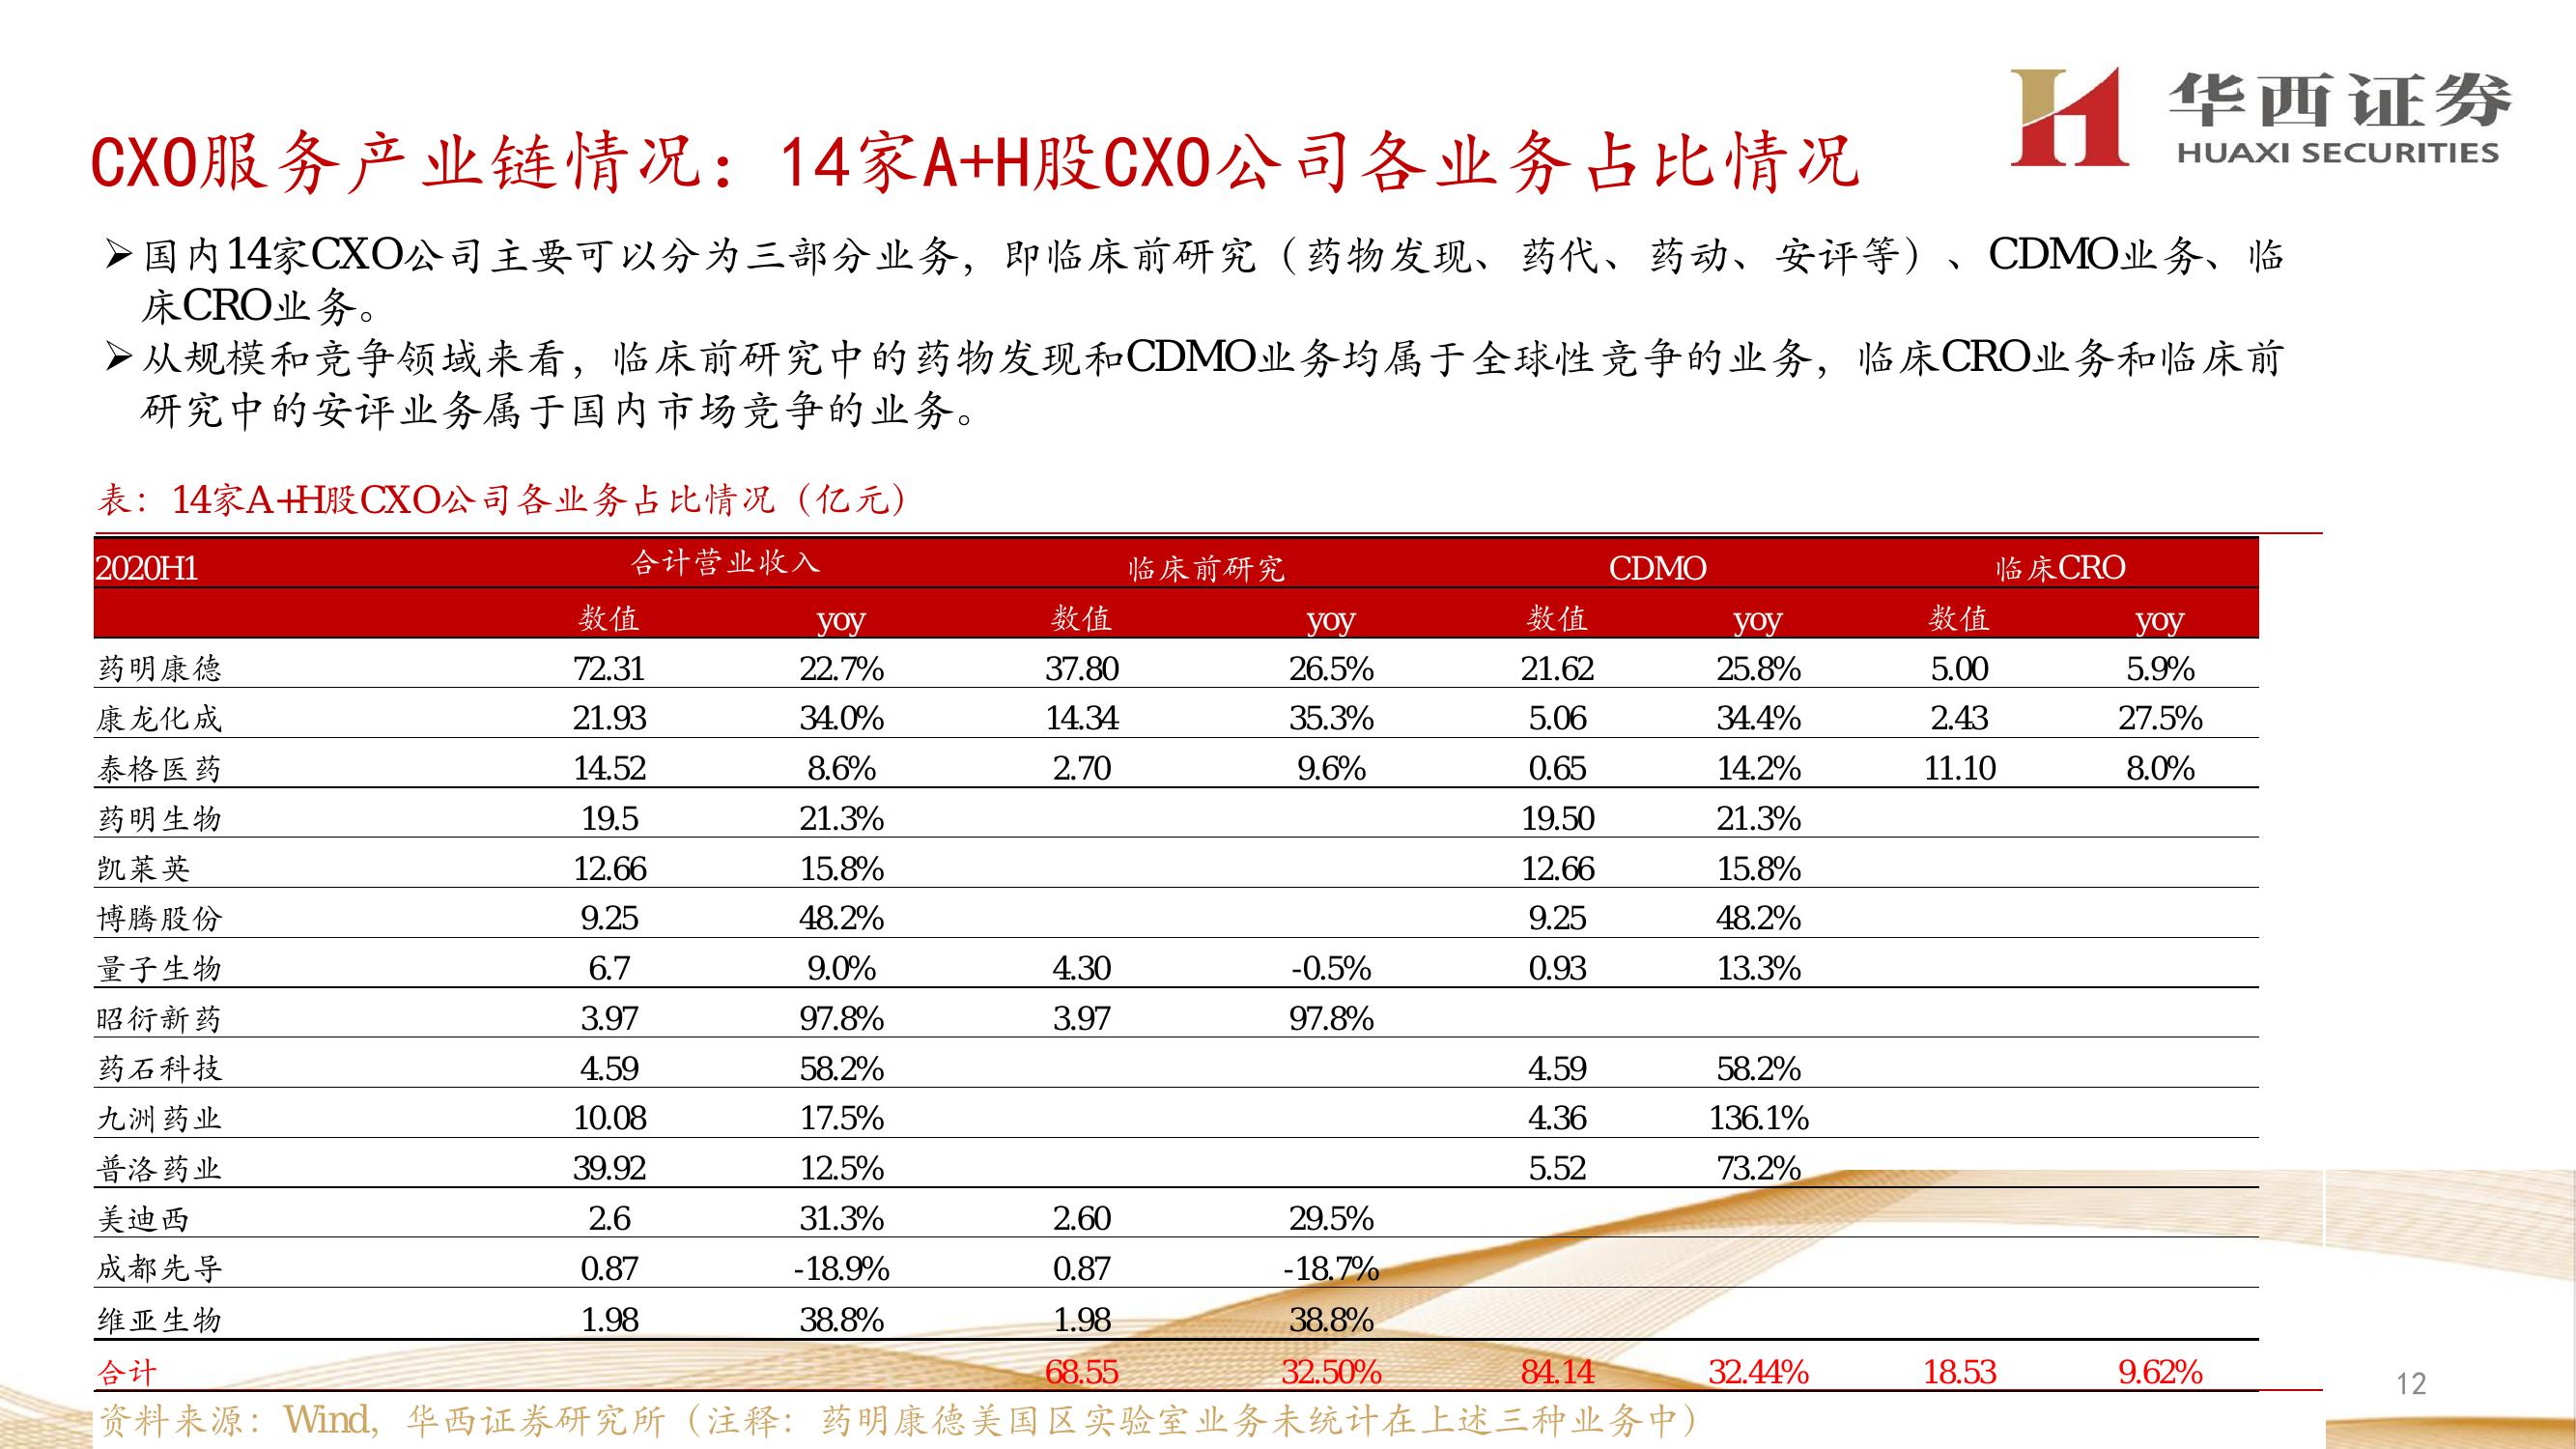 华西证券
HUAXI SECURITIES
CXO服务产业链情况：14家A+H股CXO公司各业务占比情况
➢国内14家CXO公司主要可以分为三部分业务，即临床前研究（药物发现、药代、药动、安评等）、CDMO业务、临
床CRO业务。
➢从规模和竞争领域来看，临床前研究中的药物发现和CDMO业务均属于全球性竞争的业务，临床CRO业务和临床前
研究中的安评业务属于国内市场竞争的业务。
表：14家A+H股CXO公司各业务占比情况（亿元）
2020H1 合计营业收入 临床前研究 CDMO 临床CRO
数值 yoy 数值 yoy 数值 yoy 数值 yoy
药明康德 72.31 22.7% 37.80 26.5% 21.62 25.8% 5.00 5.9%
康龙化成 21.93 34.0% 14.34 35.3% 5.06 34.4% 2.43 27.5%
泰格医药 14.52 8.6% 2.70 9.6% 0.65 14.2% 11.10 8.0%
药明生物 19.5 21.3% 19.50 21.3%
凯莱英 12.66 15.8% 12.66 15.8%
博腾股份 9.25 48.2% 9.25 48.2%
量子生物 6.7 9.0% 4.30 -0.5% 0.93 13.3%
昭衍新药 3.97 97.8% 3.97 97.8%
药石科技 4.59 58.2% 4.59 58.2%
九洲药业 10.08 17.5% 4.36 136.1%
普洛药业 39.92 12.5% 5.52 73.2%
美迪西 2.6 31.3% 2.60 29.5%
成都先导 0.87 -18.9% 0.87 -18.7%
维亚生物 1.98 38.8% 1.98 38.8%
合计 68.55 32.50% 84.14 32.44% 18.53 9.62%
12
资料来源：Wind，华西证券研究所（注释：药明康德美国区实验室业务未统计在上述三种业务中）